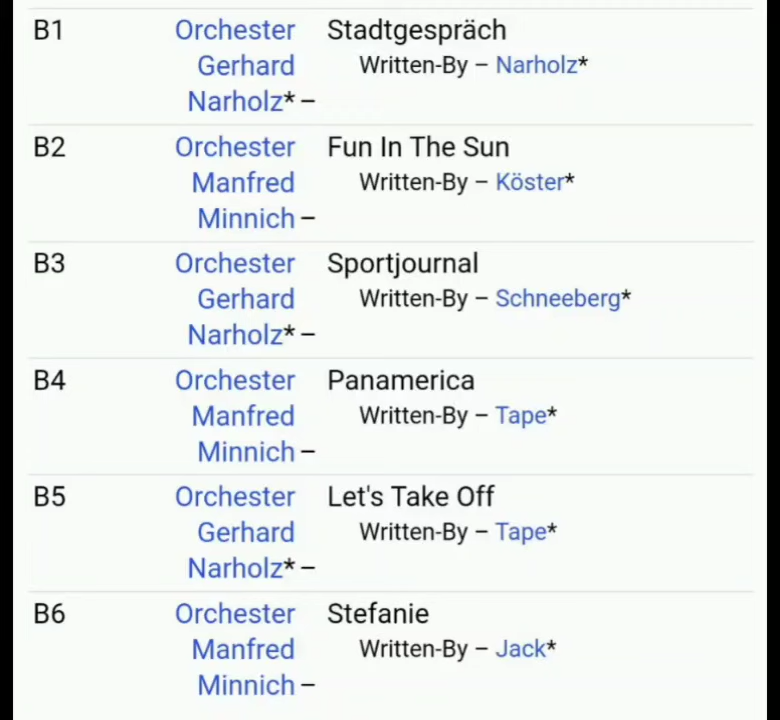 B1 Orchester Stadtgespräch
Gerhard Written-By – Narholz*
Narholz* –
B2 Orchester Fun In The Sun
Manfred Written-By – Köster*
Minnich –
B3 Orchester Sportjournal
Gerhard Written-By – Schneeberg*
Narholz* –
B4 Orchester Panamerica
Manfred Written-By – Tape*
Minnich –
B5 Orchester Let's Take Off
Gerhard Written-By – Tape*
Narholz* –
B6 Orchester Stefanie
Manfred Written-By – Jack*
Minnich –